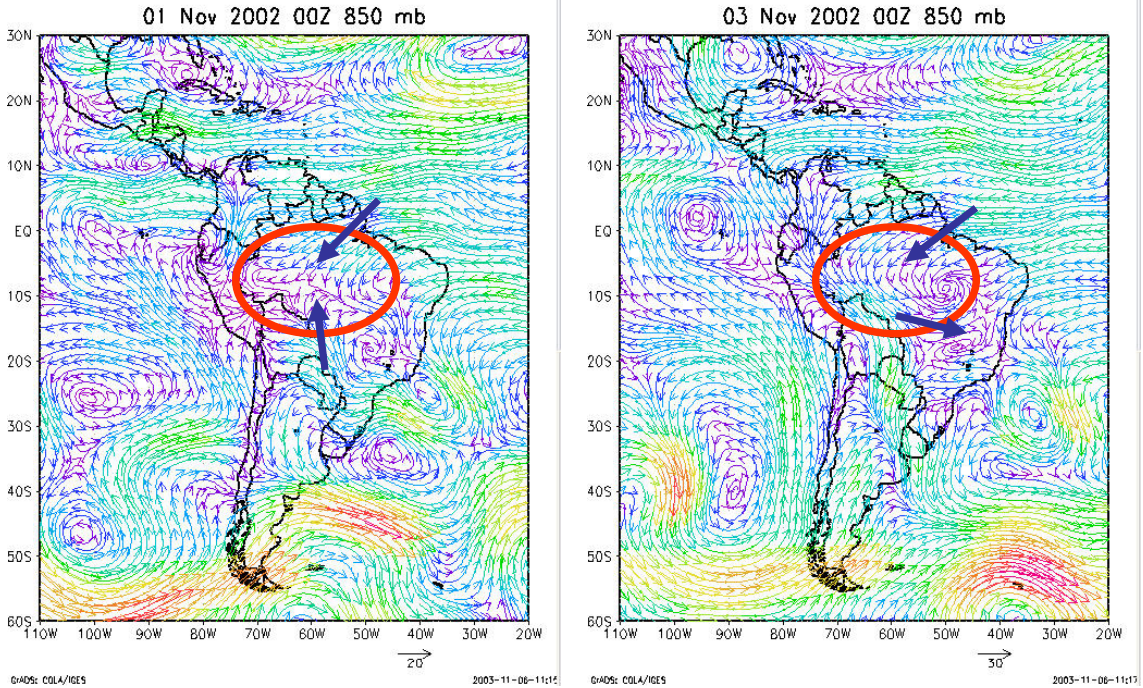 01 Nov 2002 00Z 850 mb
30N
20N
10N
EQ
10S
20S
30S
40S
50S
60S
110W 100W 90W 80W 70W 60W 50W 40W 30W 20W
20
GrADS: COLA/IGES
03 Nov 2002 00Z 850 mb
30N
20N
10N
EQ
10S
20S
30S
40S
50S
60S
110W 100W 90W 80W 70W 60W 50W 40W 30W 20W
30
GrADS: COLA/IGES
2003-11-06-11:17